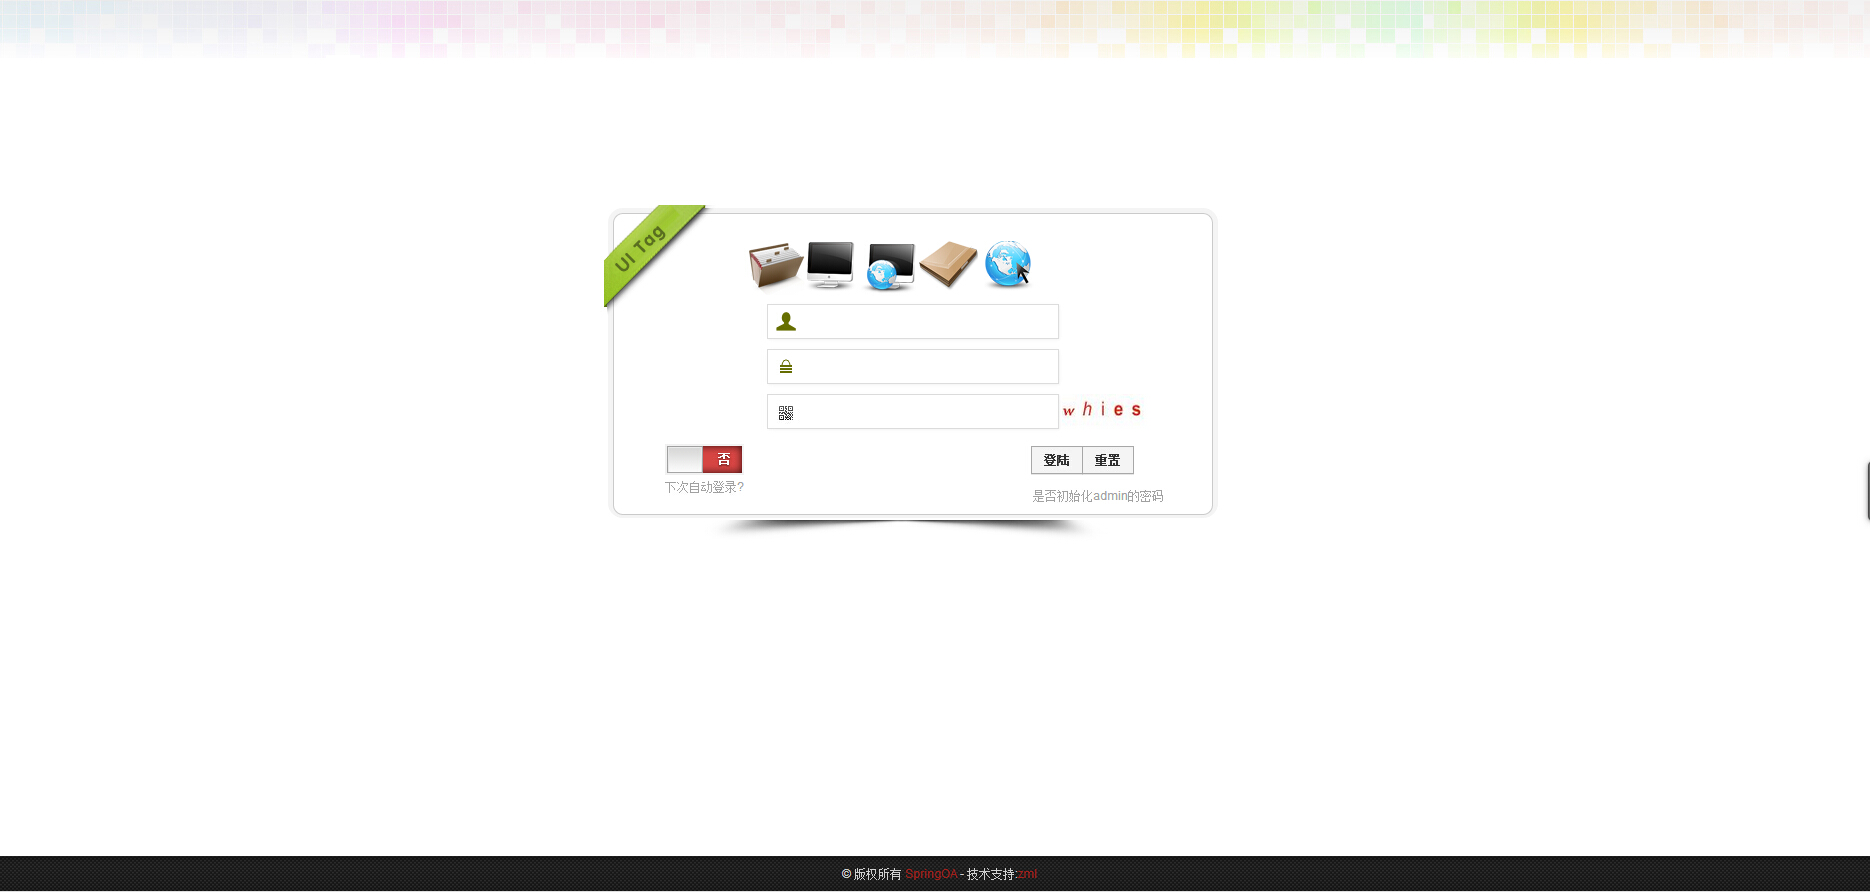 UI Tag
w h i e s
否
登陆 重置
下次自动登录?
是否初始化admin的密码
© 版权所有 SpringOA - 技术支持:zml